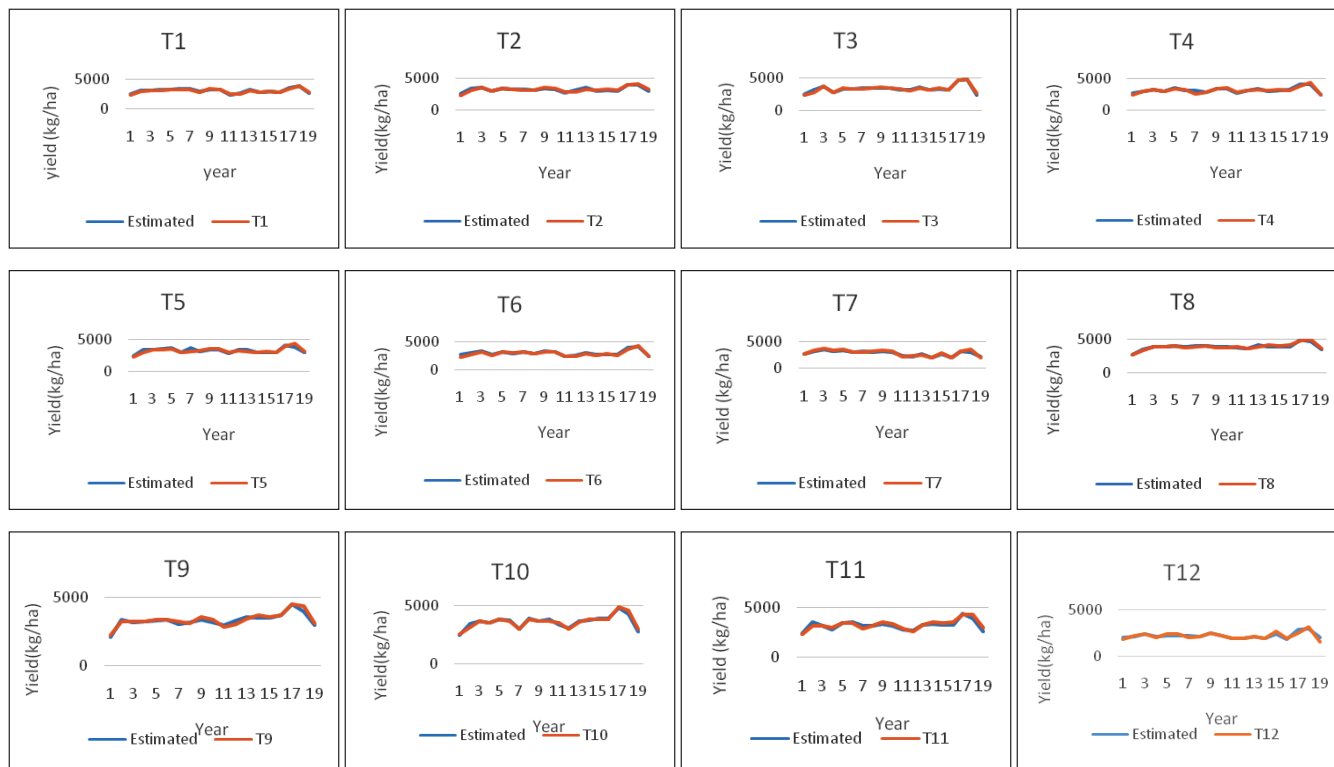 T1
yield(kg/ha)
5000
0
1 3 5 7 9 11 13 15 17 19
year
Estimated T1
T2
Yield(kg/ha)
5000
0
1 3 5 7 9 11 13 15 17 19
Year
Estimated T2
T3
Yield(kg/ha)
5000
0
1 3 5 7 9 11 13 15 17 19
Year
Estimated T3
T4
Yield(kg/ha)
5000
0
1 3 5 7 9 11 13 15 17 19
Year
Estimated T4
T5
Yield(kg/ha)
5000
0
1 3 5 7 9 11 13 15 17 19
Year
Estimated T5
T6
Yield(kg/ha)
5000
0
1 3 5 7 9 11 13 15 17 19
Year
Estimated T6
T7
Yield(kg/ha)
5000
0
1 3 5 7 9 11 13 15 17 19
Year
Estimated T7
T8
Yield(kg/ha)
5000
0
1 3 5 7 9 11 13 15 17 19
Year
Estimated T8
T9
Yield(kg/ha)
5000
0
1 3 5 7 9 11 13 15 17 19
Year
Estimated T9
T10
Yield(kg/ha)
5000
0
1 3 5 7 9 11 13 15 17 19
Year
Estimated T10
T11
Yield (kg/ha)
5000
0
1 3 5 7 9 11 13 15 17 19
Year
Estimated T11
T12
Yield(kg/ha)
5000
0
1 3 5 7 9 11 13 15 17 19
Year
Estimated T12